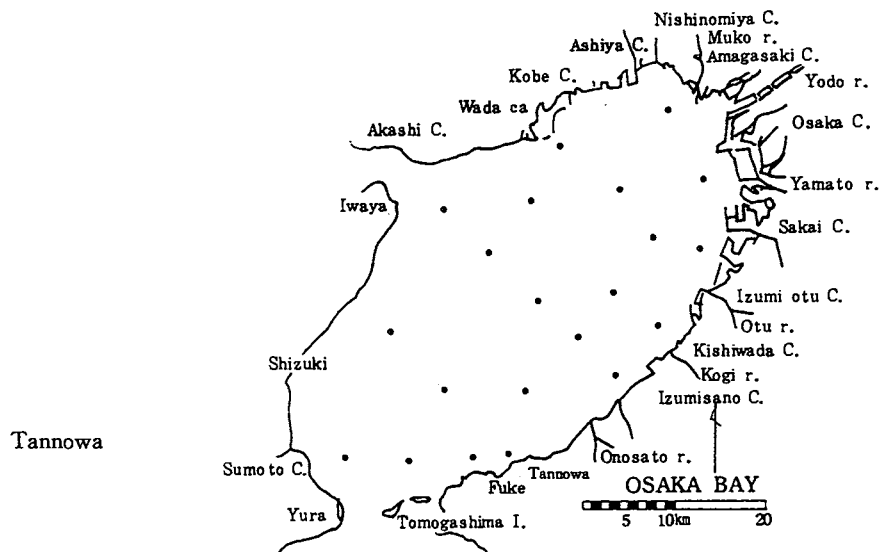 Nishinomiya C.
Muko r.
Ashiya C.
Amagasaki C.
Kobe C.
Yodo r.
Wada ca
Osaka C.
Akashi C.
Yamato r.
Iwaya
Sakai C.
Izumi otu C.
Otu r.
Kishiwada C.
Shizuki
Kogi r.
Izumisano C.
Tannowa
Onosato r.
Sumoto C.
Tannowa
Fuke
OSAKA BAY
Yura
Tomogashima I.
5 10km 20